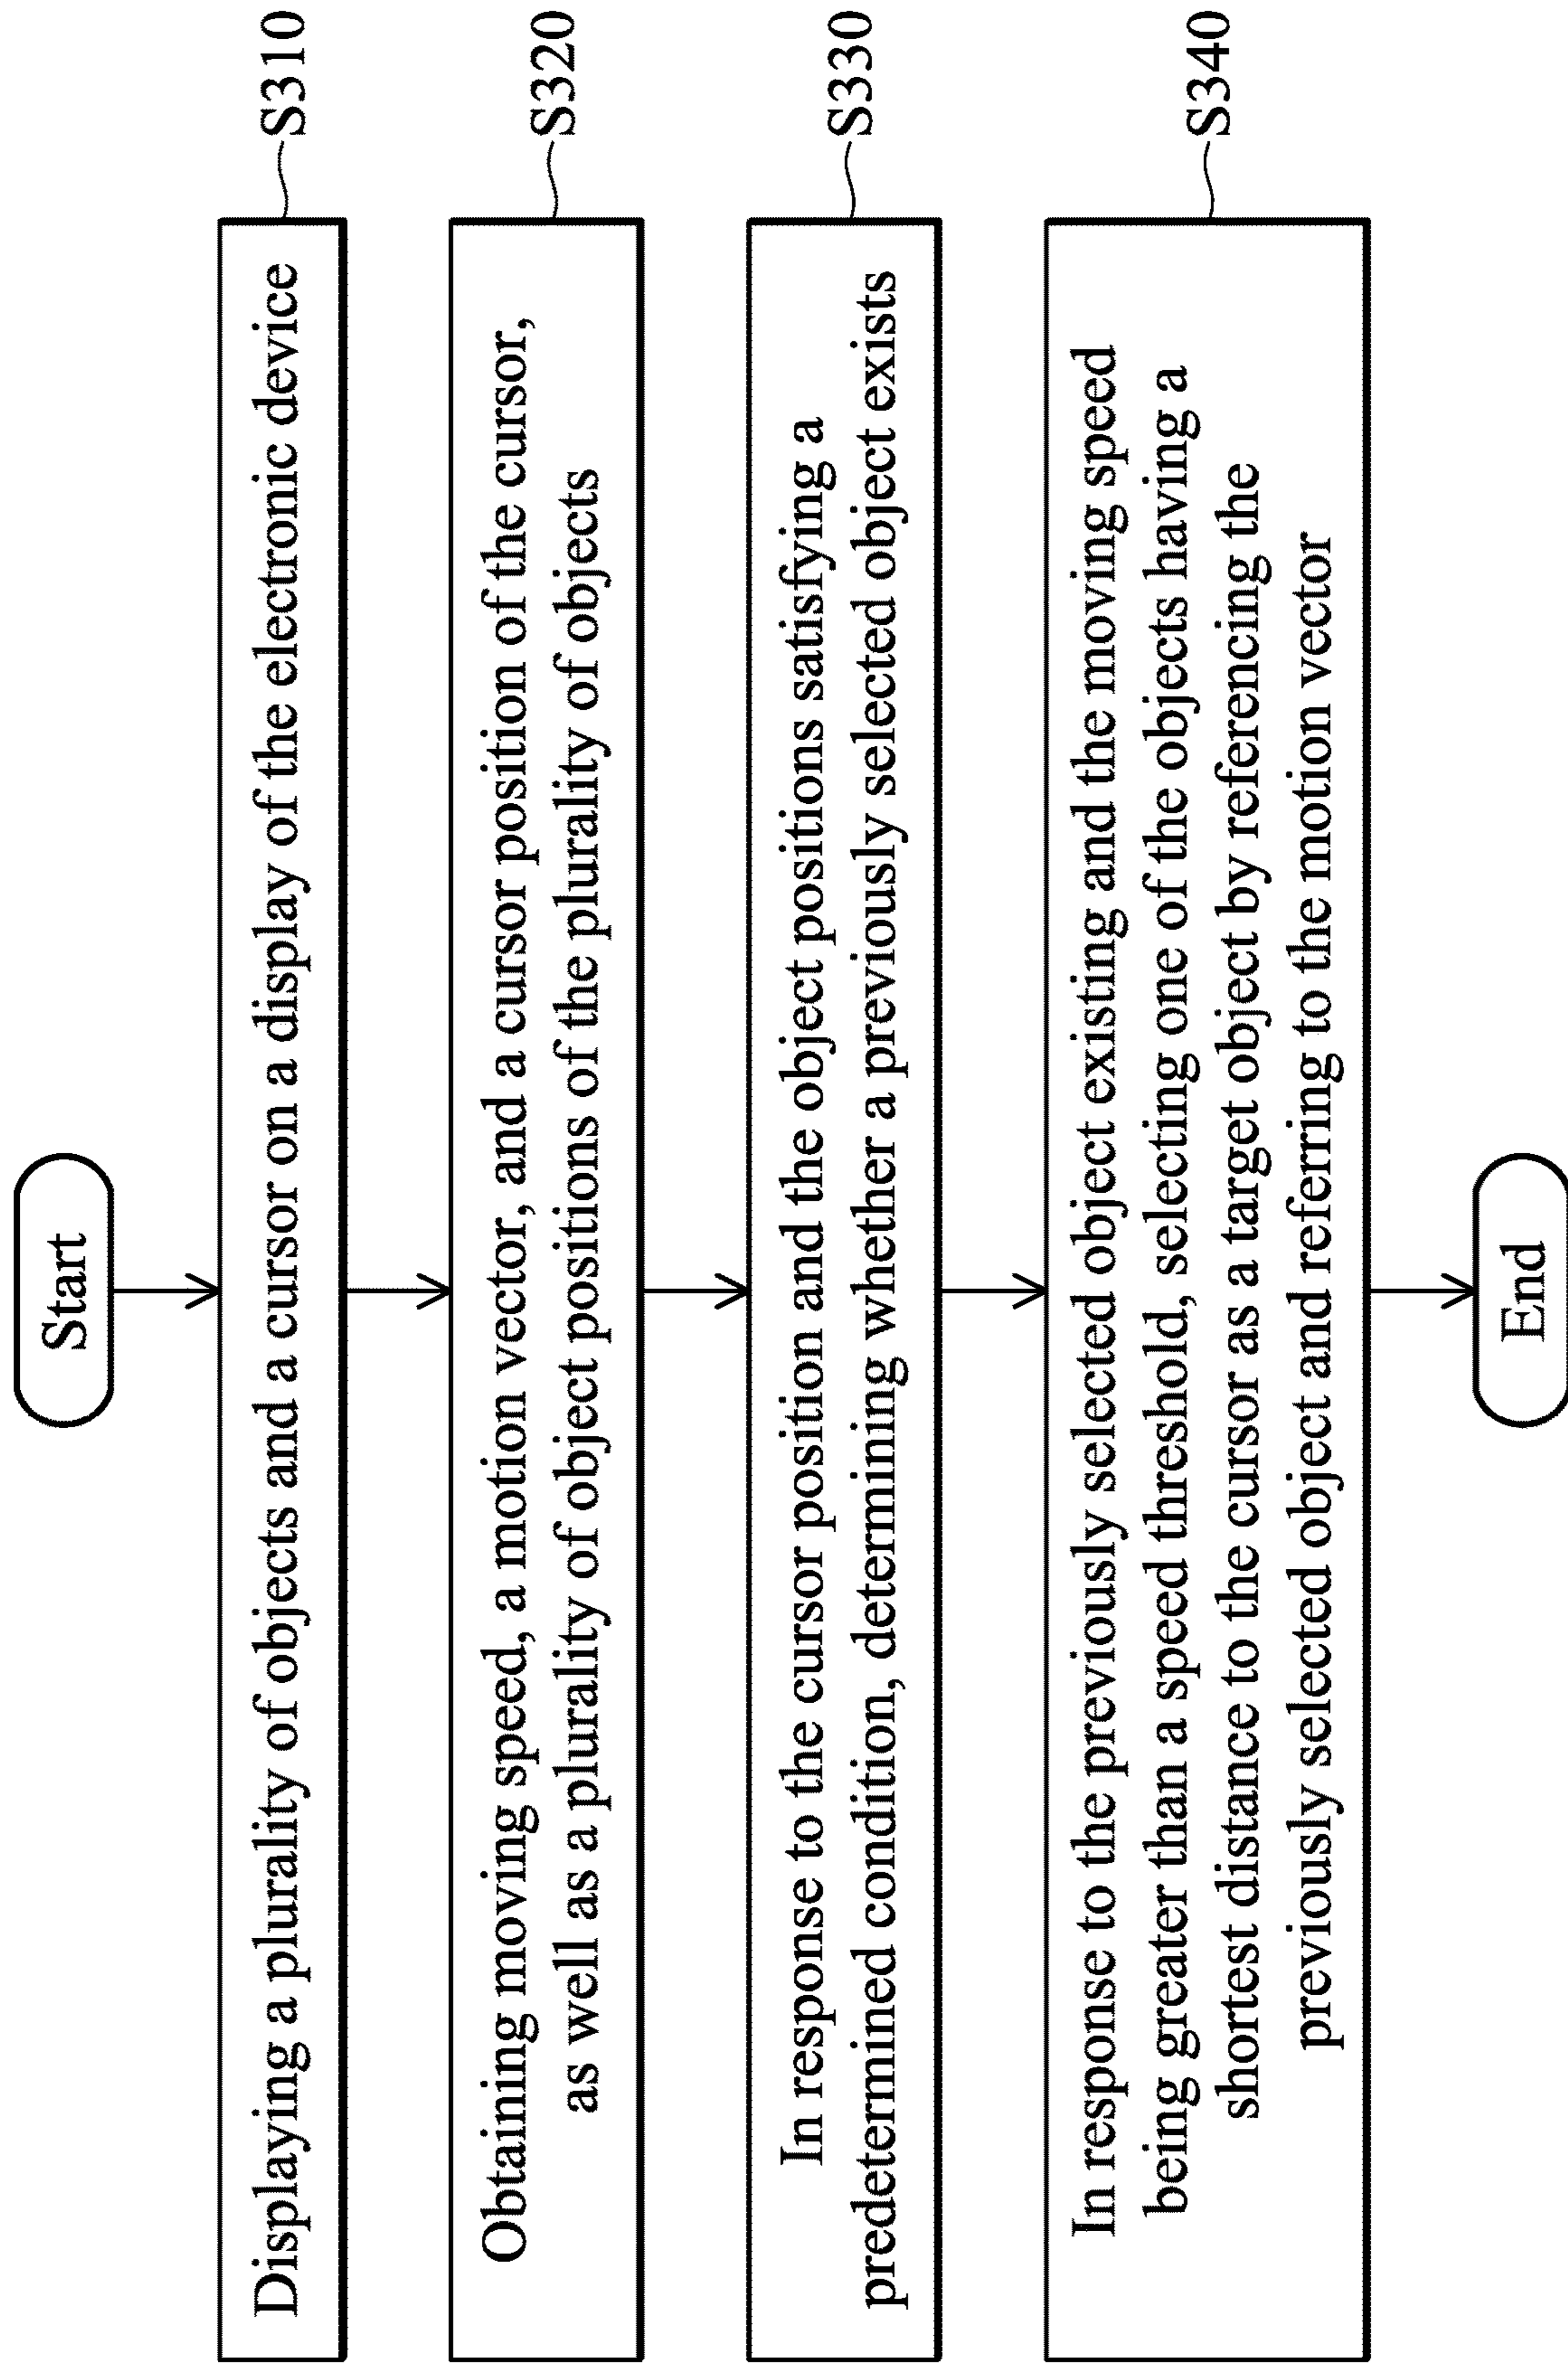 Start
Displaying a plurality of objects and a cursor on a display of the electronic device
S310
Obtaining moving speed, a motion vector, and a cursor position of the cursor,
as well as a plurality of object positions of the plurality of objects
S320
In response to the cursor position and the object positions satisfying a
predetermined condition, determining whether a previously selected object exists
S330
In response to the previously selected object existing and the moving speed
being greater than a speed threshold, selecting one of the objects having a
shortest distance to the cursor as a target object by referencing the
previously selected object and referring to the motion vector
S340
End